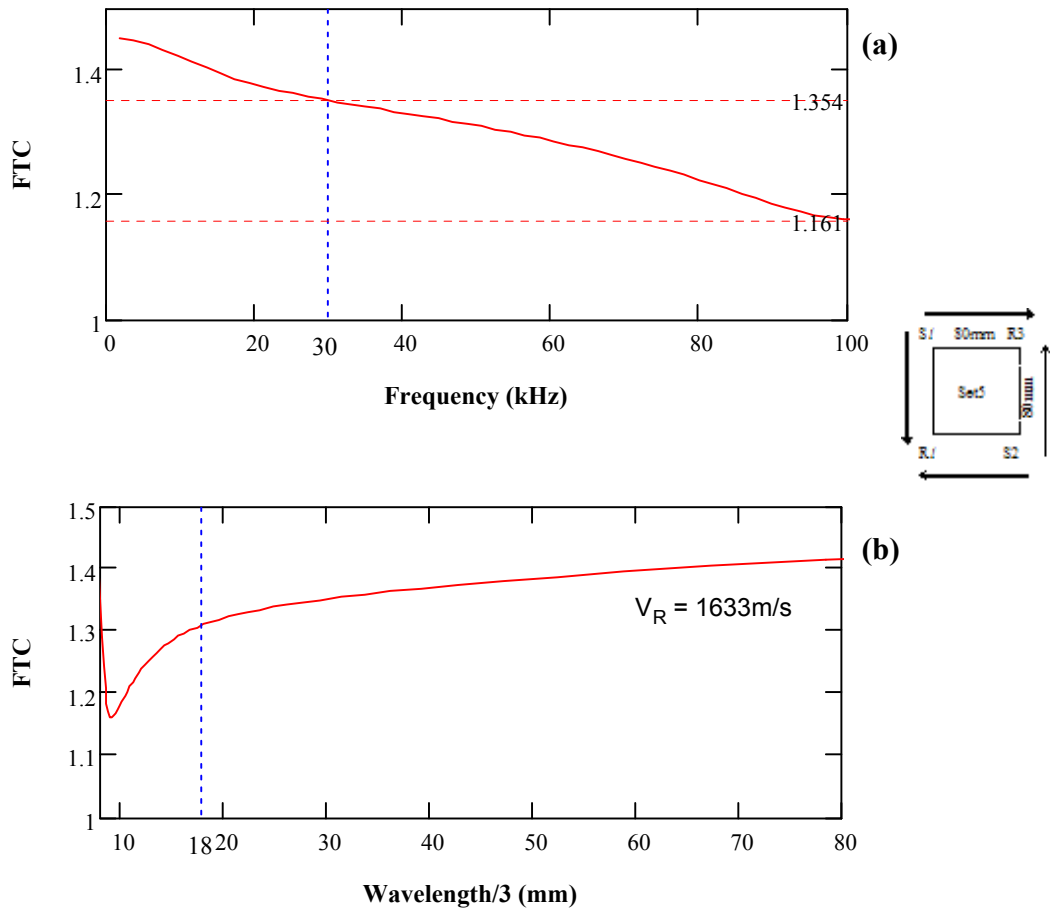 (a)
1.4
1.354
FTC
1.2
1.161
1
0 20 30 40 60 80 100
Frequency (kHz)
S1 80mm R3
Set5
80mm
R1 S2
1.5
(b)
1.4
V_R = 1633m/s
1.3
FTC
1.2
1.1
1
10 18 20 30 40 50 60 70 80
Wavelength/3 (mm)